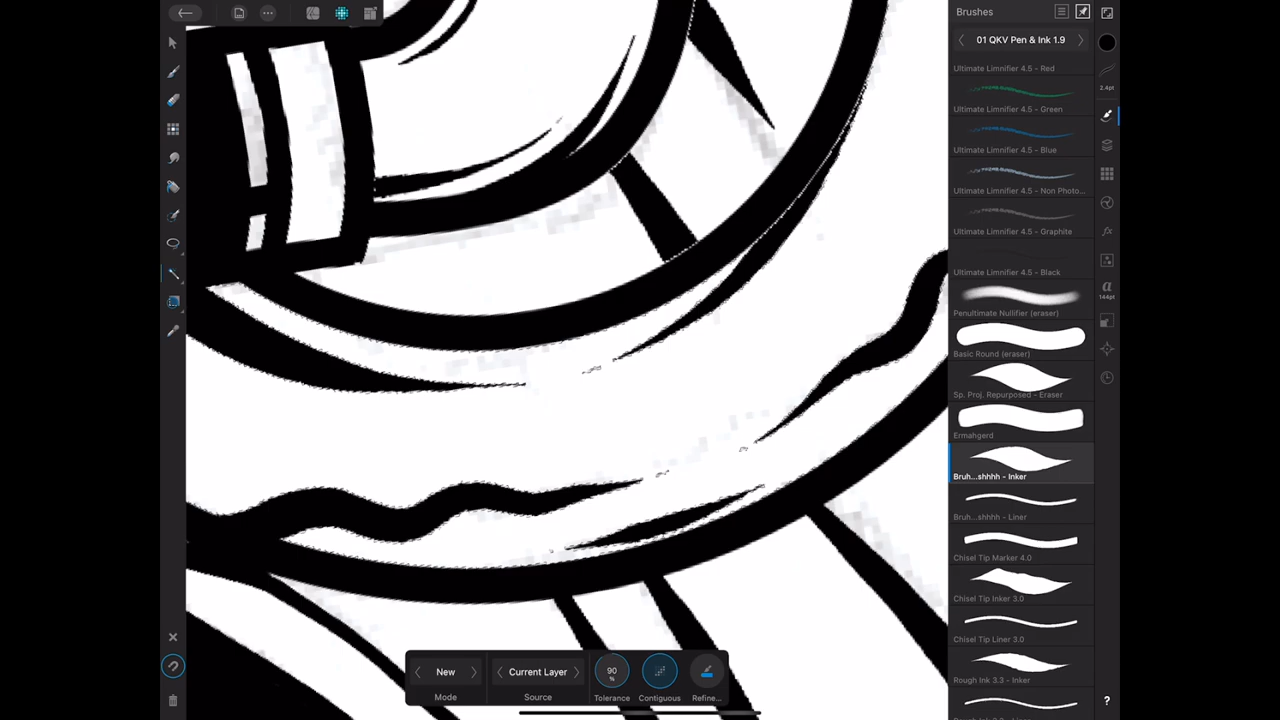 Brushes
01 QKV Pen & Ink 1.9
Ultimate Limnifier 4.5 - Red
2.4pt
Ultimate Limnifier 4.5 - Green
Ultimate Limnifier 4.5 - Blue
Ultimate Limnifier 4.5 - Non Photo...
Ultimate Limnifier 4.5 - Graphite
Ultimate Limnifier 4.5 - Black
a
144pt
Penultimate Nullifier (eraser)
Basic Round (eraser)
Sp. Proj. Repurposed - Eraser
Ermahgerd
Bruh...shhhh - Inker
Bruh...shhhh - Liner
Chisel Tip Marker 4.0
Chisel Tip Inker 3.0
Chisel Tip Liner 3.0
Rough Ink 3.3 - Inker
New
Mode
Current Layer
Source
90
%
Tolerance
Contiguous
Refine...
?